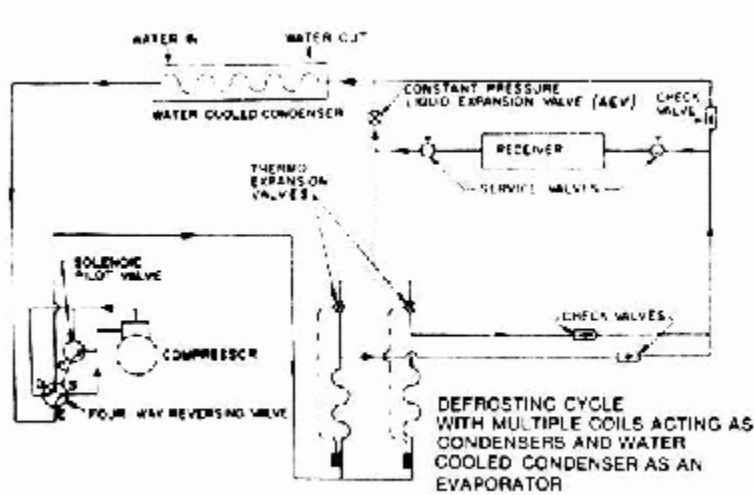 WATER IN
WATER OUT
WATER COOLED CONDENSER
CONSTANT PRESSURE
LIQUID EXPANSION VALVE (AEV)
CHECK
VALVE
RECEIVER
SERVICE VALVES
THERMO
EXPANSION
VALVES
SOLENOID
PILOT VALVE
COMPRESSOR
FOUR WAY REVERSING VALVE
CHECK VALVES
DEFROSTING CYCLE
WITH MULTIPLE COILS ACTING AS
CONDENSERS AND WATER
COOLED CONDENSER AS AN
EVAPORATOR